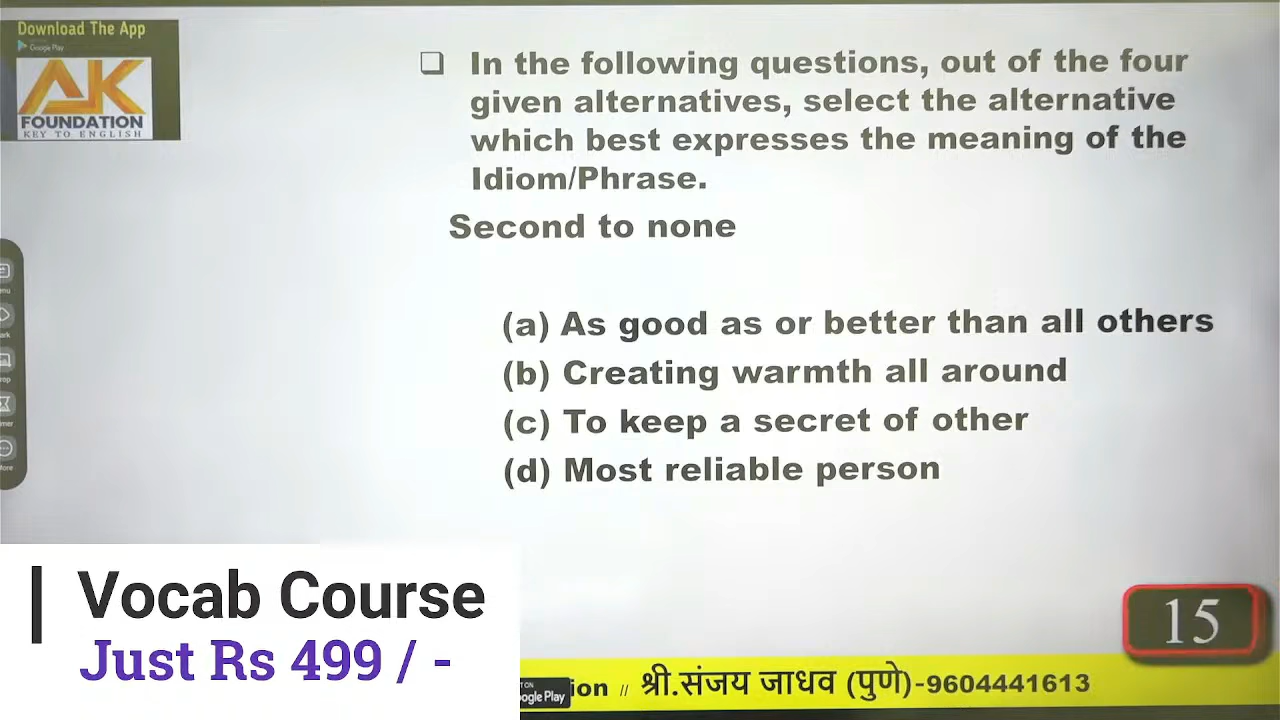 Download The App
Google Play
AK
FOUNDATION
KEY TO ENGLISH
❑ In the following questions, out of the four
given alternatives, select the alternative
which best expresses the meaning of the
Idiom/Phrase.
Second to none
(a) As good as or better than all others
(b) Creating warmth all around
(c) To keep a secret of other
(d) Most reliable person
Vocab Course
Just Rs 499 / -
15
ion // श्री.संजय जाधव (पुणे)-9604441613